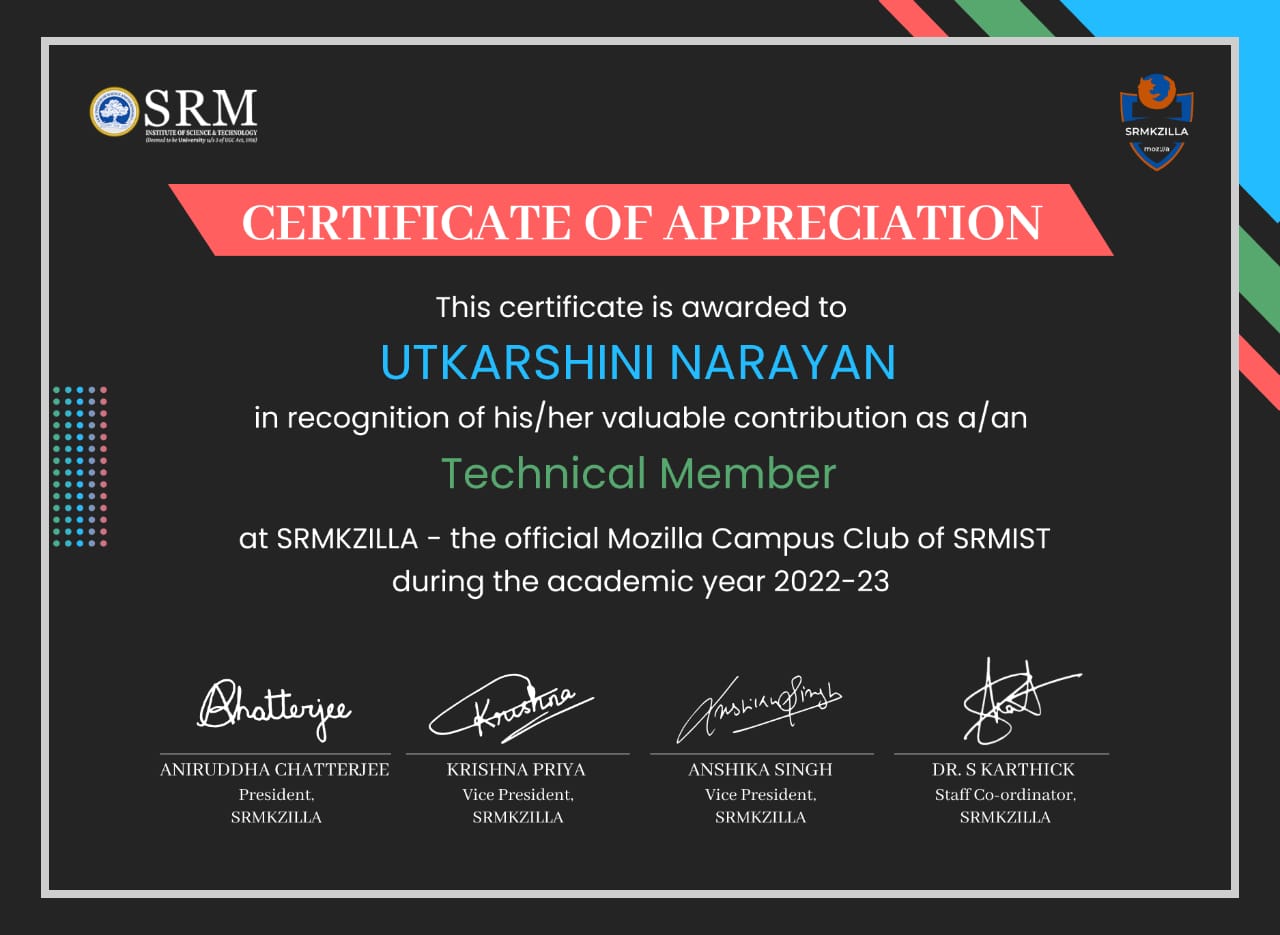 SRM
INSTITUTE OF SCIENCE & TECHNOLOGY
(Deemed to be University u/s 3 of UGC Act, 1956)
SRMKZILLA
moz://a
CERTIFICATE OF APPRECIATION
This certificate is awarded to
UTKARSHINI NARAYAN
in recognition of his/her valuable contribution as a/an
Technical Member
at SRMKZILLA - the official Mozilla Campus Club of SRMIST
during the academic year 2022-23
Bhatterjee Krushna Anshika Singh
ANIRUDDHA CHATTERJEE KRISHNA PRIYA ANSHIKA SINGH DR. S KARTHICK
President, Vice President, Vice President, Staff Co-ordinator,
SRMKZILLA SRMKZILLA SRMKZILLA SRMKZILLA